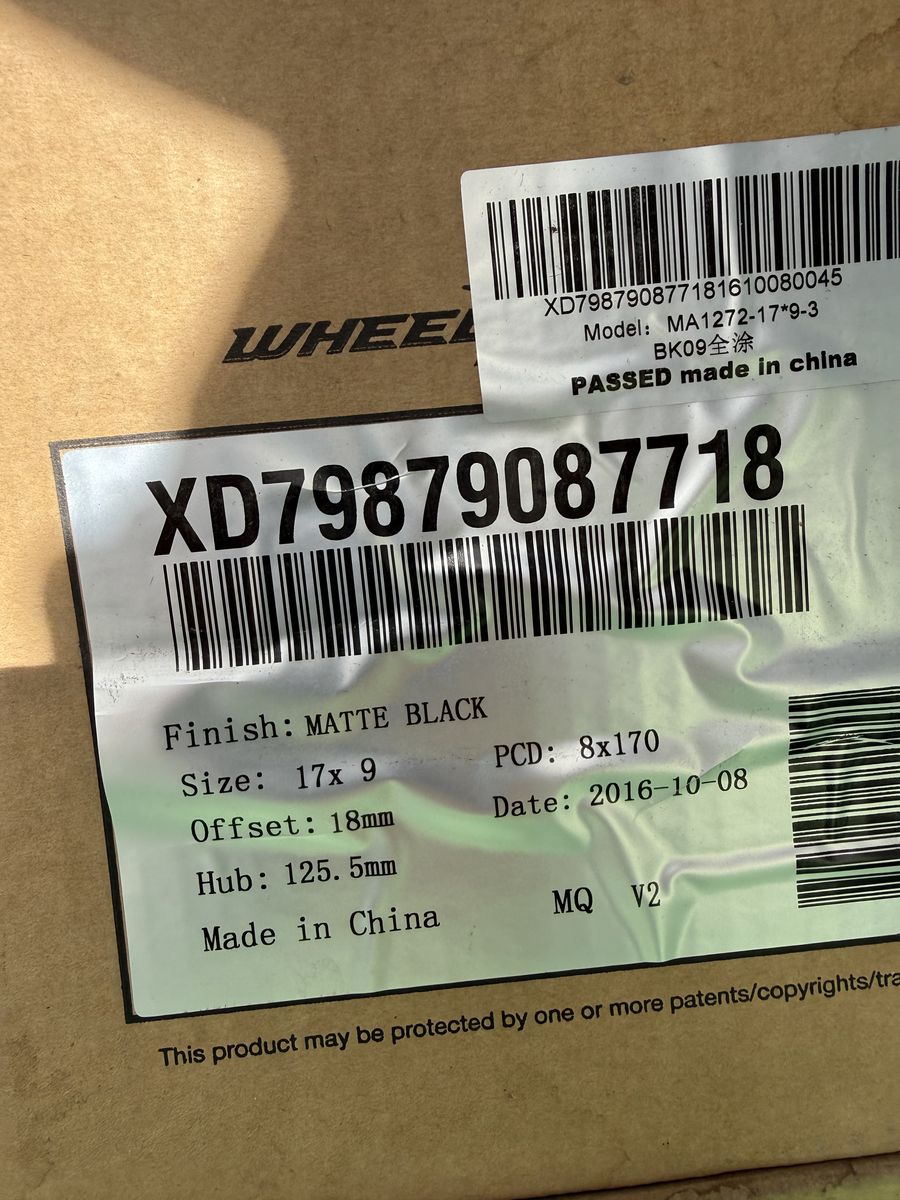 XD798790877181610080045
Model: MA1272-17*9-3
BK09全涂
PASSED made in china
XD79879087718
Finish: MATTE BLACK
Size: 17x 9
PCD: 8x170
Offset: 18mm
Date: 2016-10-08
Hub: 125.5mm
Made in China
MQ V2
This product may be protected by one or more patents/copyrights/